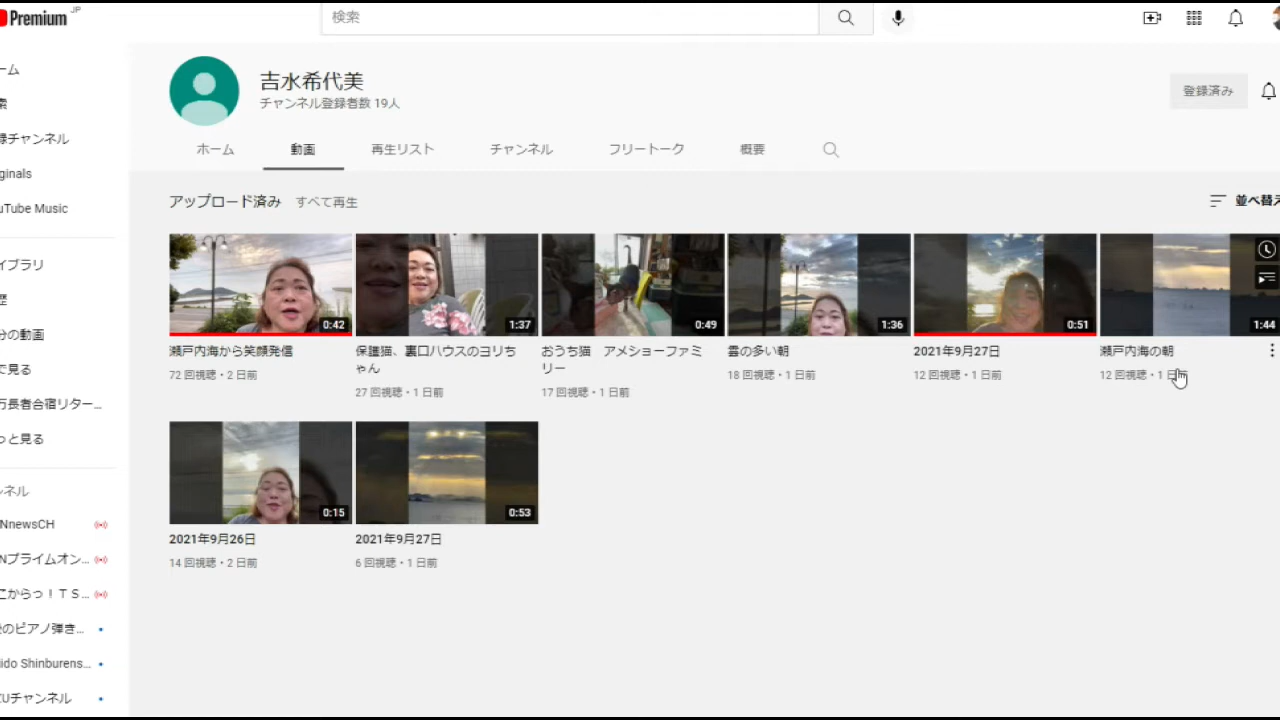 Premium JP
検索
ーム
索
録チャンネル
ginals
uTube Music
イブラリ
歴
分の動画
で見る
万長者合宿リター...
っと見る
ンネル
NnewsCH
Nプライムオン...
こからっ！ＴＳ...
のピアノ弾き...
ido Shinburens...
Uチャンネル
吉水希代美
チャンネル登録者数 19人
登録済み
ホーム
動画
再生リスト
チャンネル
フリートーク
概要
アップロード済み すべて再生
並べ替え
0:42
瀬戸内海から笑顔発信
72 回視聴・2 日前
1:37
保護猫、裏口ハウスのヨリち
ゃん
27 回視聴・1 日前
0:49
おうち猫　アメショーファミ
リー
17 回視聴・1 日前
1:36
雲の多い朝
18 回視聴・1 日前
0:51
2021年9月27日
12 回視聴・1 日前
1:44
瀬戸内海の朝
12 回視聴・1 日前
0:15
2021年9月26日
14 回視聴・2 日前
0:53
2021年9月27日
6 回視聴・1 日前